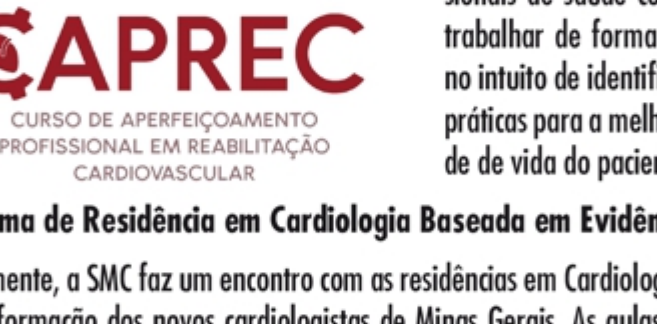 CAPREC
CURSO DE APERFEIÇOAMENTO
PROFISSIONAL EM REABILITAÇÃO
CARDIOVASCULAR
trabalhar de forma
no intuito de
práticas para a
de de vida do
de Residência em Cardiologia Baseada em
a SMC faz um encontro com as residências em
dos novos cardiologistas de Minas Gerais. As aulas